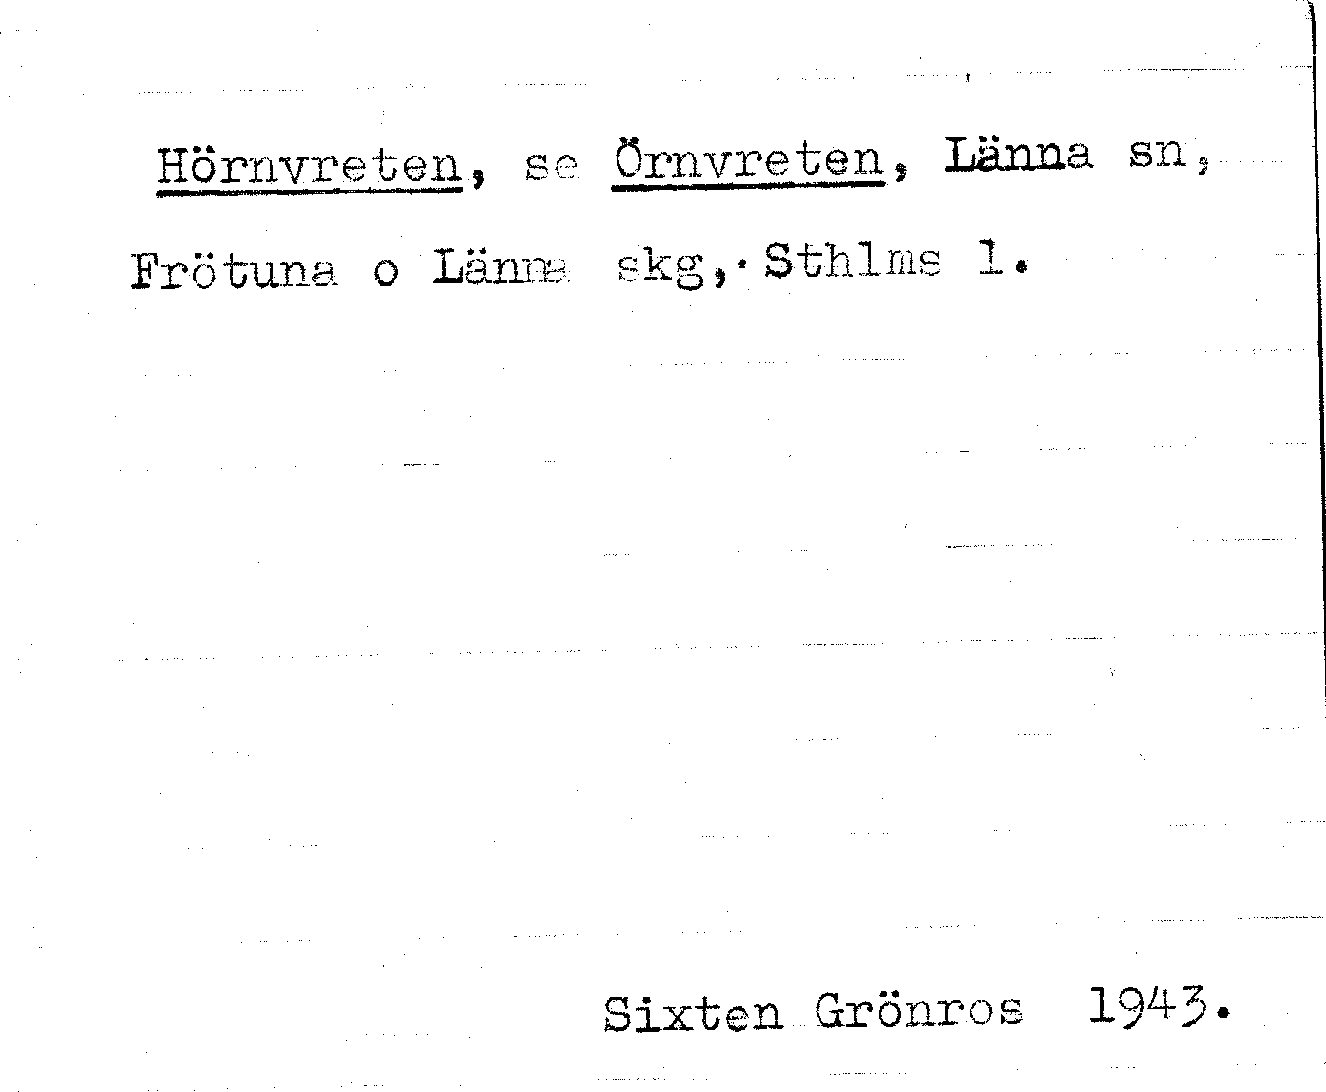 Hörnvreten, se Örnvreten, Länna sn,
Frötuna o Länna skg, Sthlms l.
Sixten Grönros 1943.